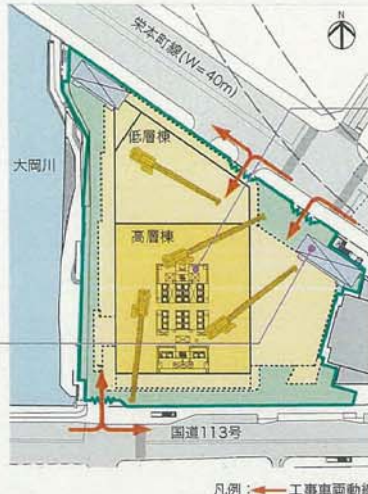 N
栄本町線(W=40m)
低層棟
大岡川
高層棟
国道113号
凡例:
工事車両動線